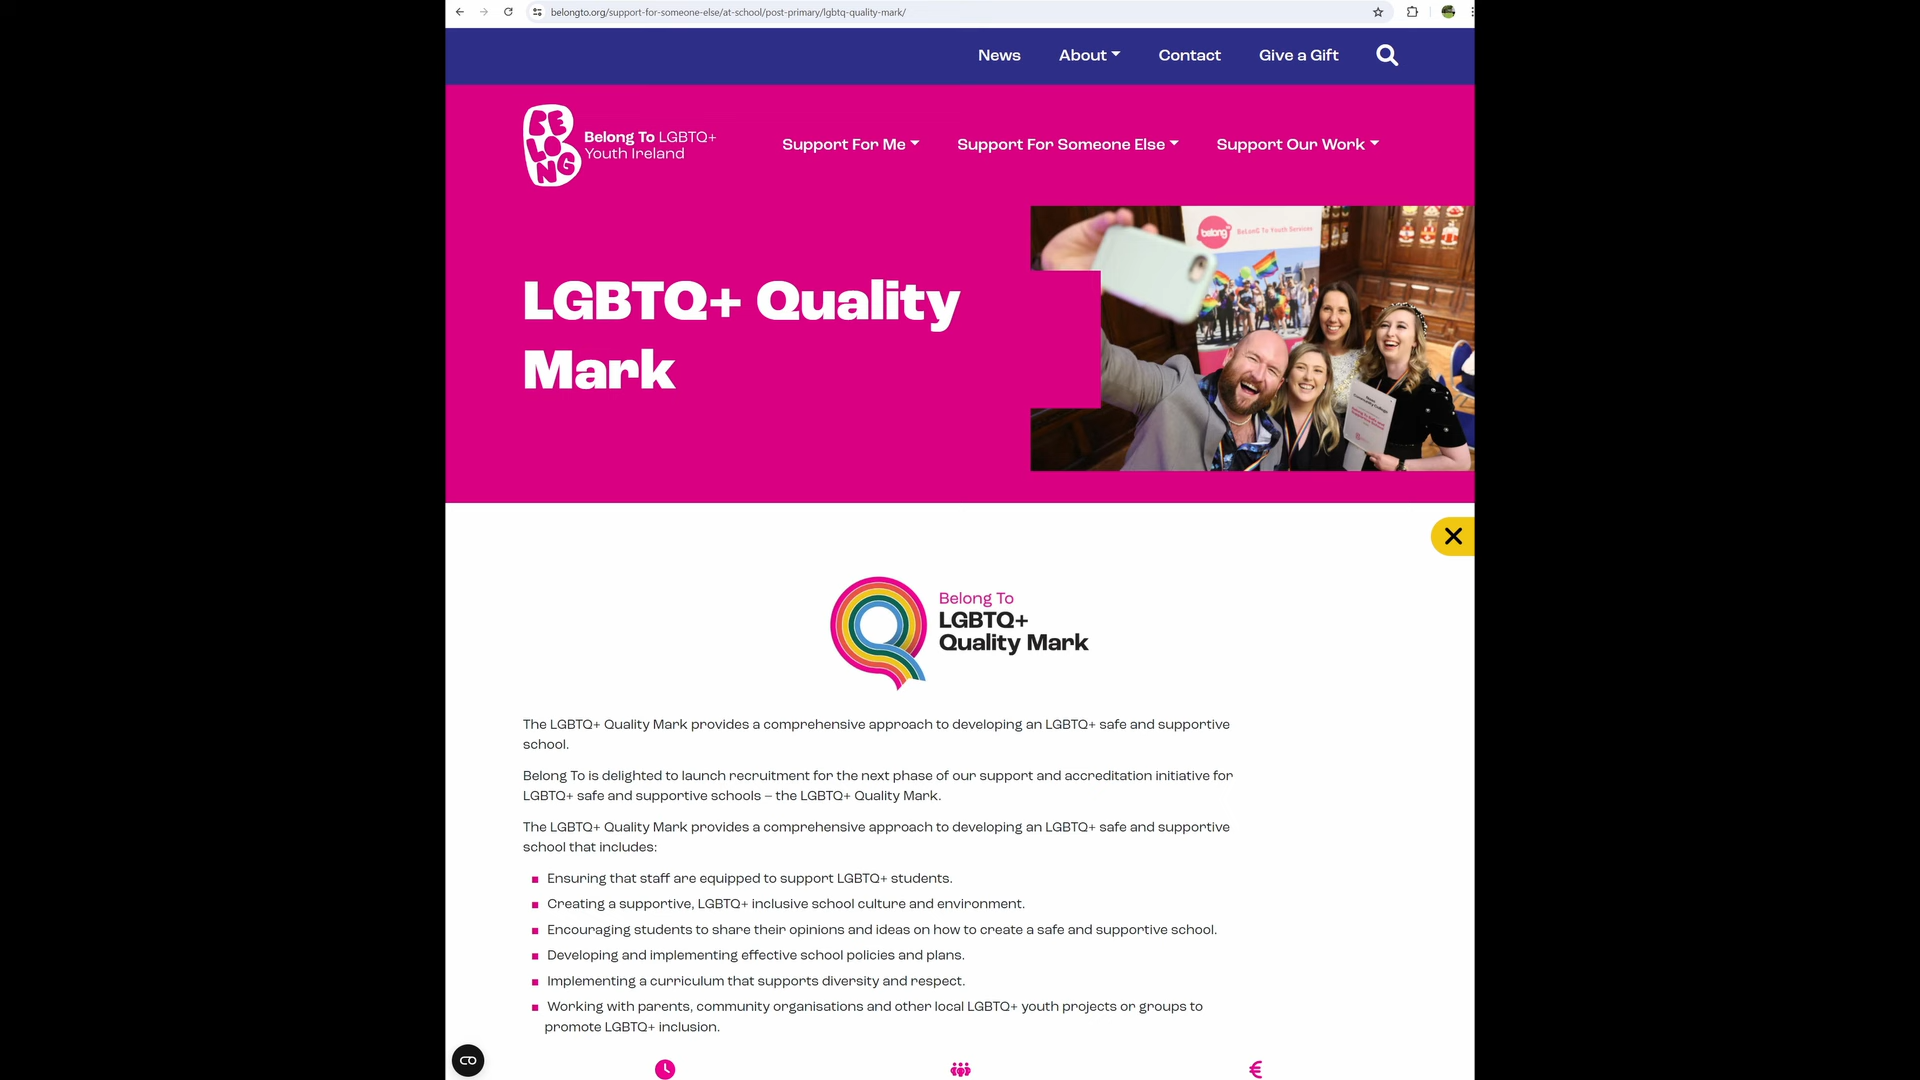 belongto.org/support-for-someone-else/at-school/post-primary/lgbtq-quality-mark/
News About Contact Give a Gift
BELONG
Belong To LGBTQ+
Youth Ireland
Support For Me Support For Someone Else Support Our Work
belong To
BeLonG To Youth Services
LGBTQ+ Quality
Mark
Belong To
LGBTQ+
Quality Mark
The LGBTQ+ Quality Mark provides a comprehensive approach to developing an LGBTQ+ safe and supportive
school.
Belong To is delighted to launch recruitment for the next phase of our support and accreditation initiative for
LGBTQ+ safe and supportive schools – the LGBTQ+ Quality Mark.
The LGBTQ+ Quality Mark provides a comprehensive approach to developing an LGBTQ+ safe and supportive
school that includes:
Ensuring that staff are equipped to support LGBTQ+ students.
Creating a supportive, LGBTQ+ inclusive school culture and environment.
Encouraging students to share their opinions and ideas on how to create a safe and supportive school.
Developing and implementing effective school policies and plans.
Implementing a curriculum that supports diversity and respect.
Working with parents, community organisations and other local LGBTQ+ youth projects or groups to
promote LGBTQ+ inclusion.